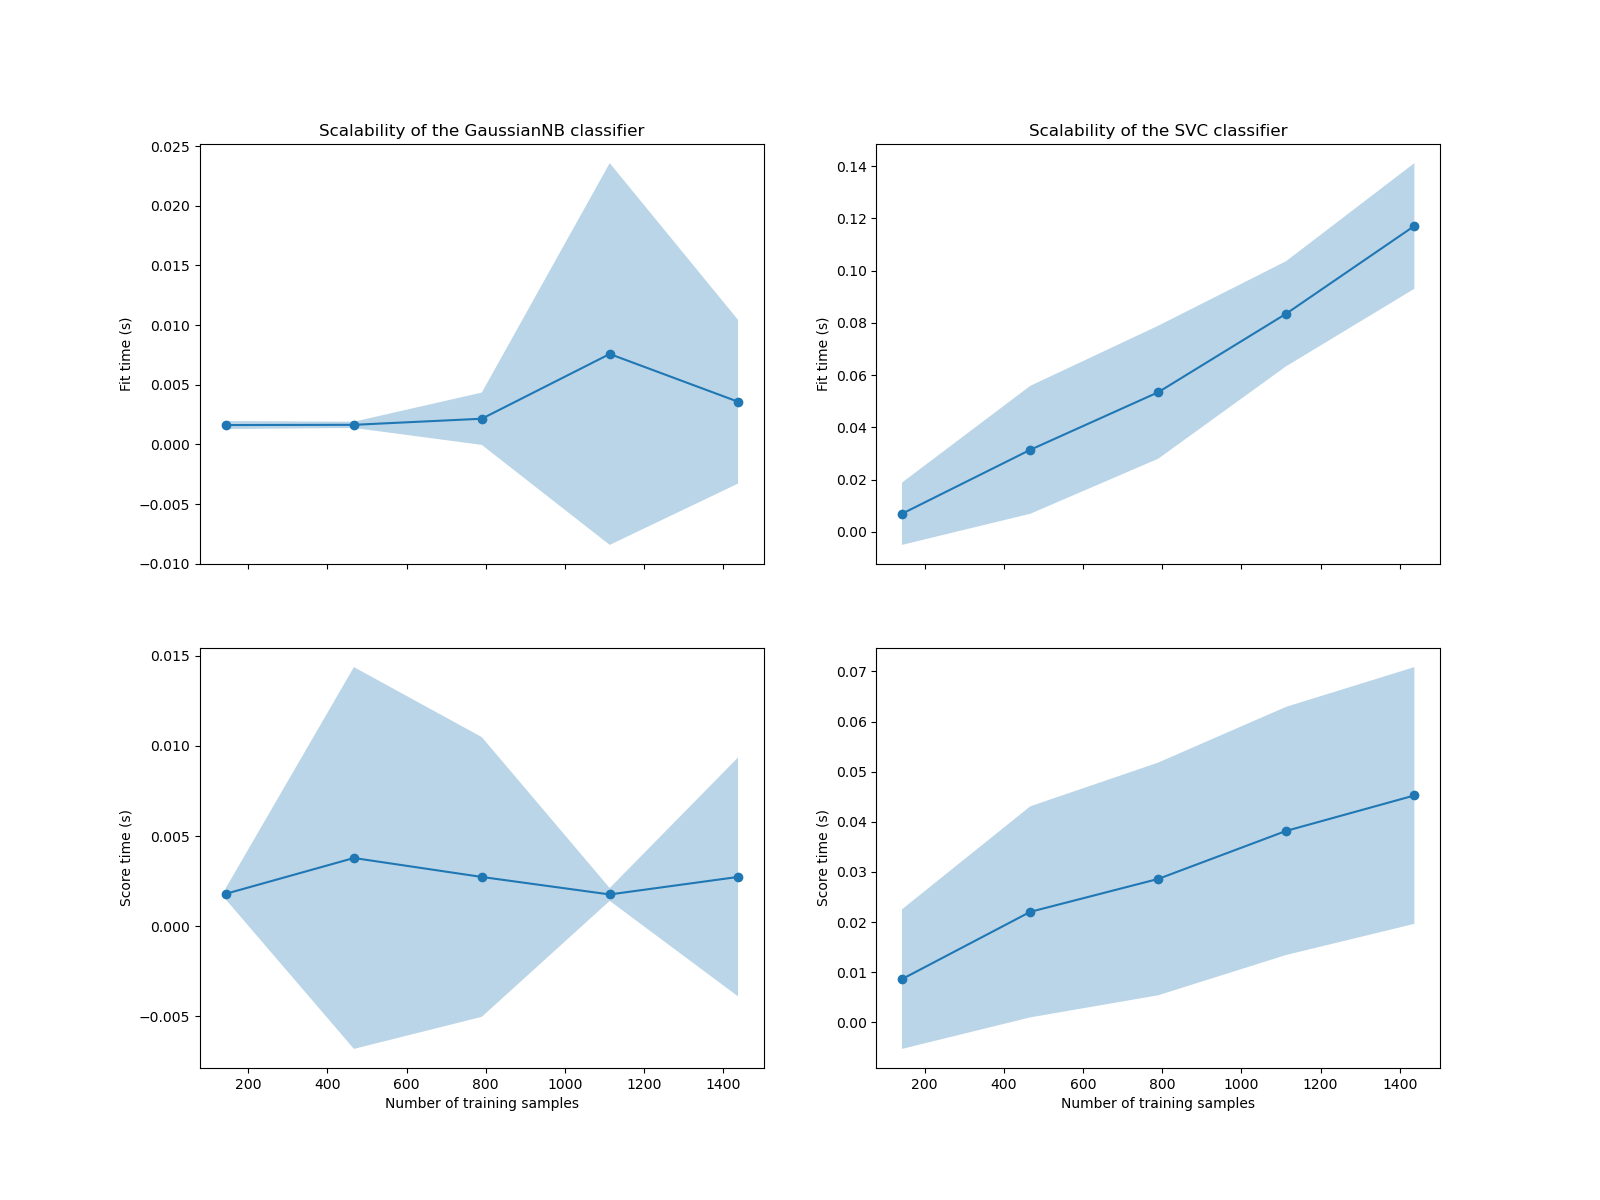 Scalability of the GaussianNB classifier
0.025
0.020
0.015
0.010
0.005
0.000
−0.005
−0.010
Fit time (s)
Scalability of the SVC classifier
0.14
0.12
0.10
0.08
0.06
0.04
0.02
0.00
Fit time (s)
0.015
0.010
0.005
0.000
−0.005
Score time (s)
200 400 600 800 1000 1200 1400
Number of training samples
0.07
0.06
0.05
0.04
0.03
0.02
0.01
0.00
Score time (s)
200 400 600 800 1000 1200 1400
Number of training samples